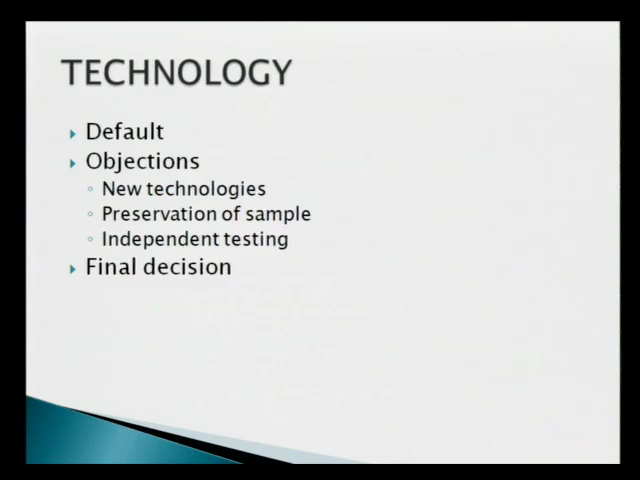 TECHNOLOGY
Default
Objections
New technologies
Preservation of sample
Independent testing
Final decision